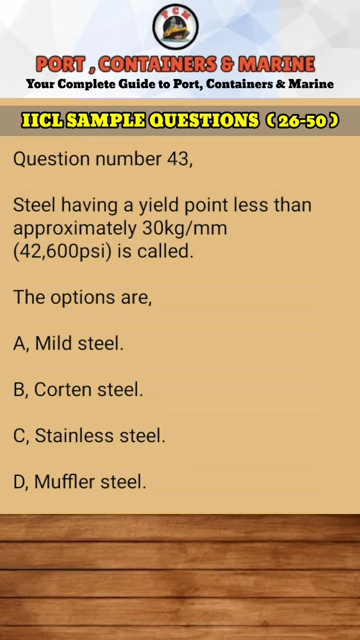 PCM
PORT , CONTAINERS & MARINE
Your Complete Guide to Port, Containers & Marine
IICL SAMPLE QUESTIONS ( 26-50 )
Question number 43,
Steel having a yield point less than
approximately 30kg/mm
(42,600psi) is called.
The options are,
A, Mild steel.
B, Corten steel.
C, Stainless steel.
D, Muffler steel.